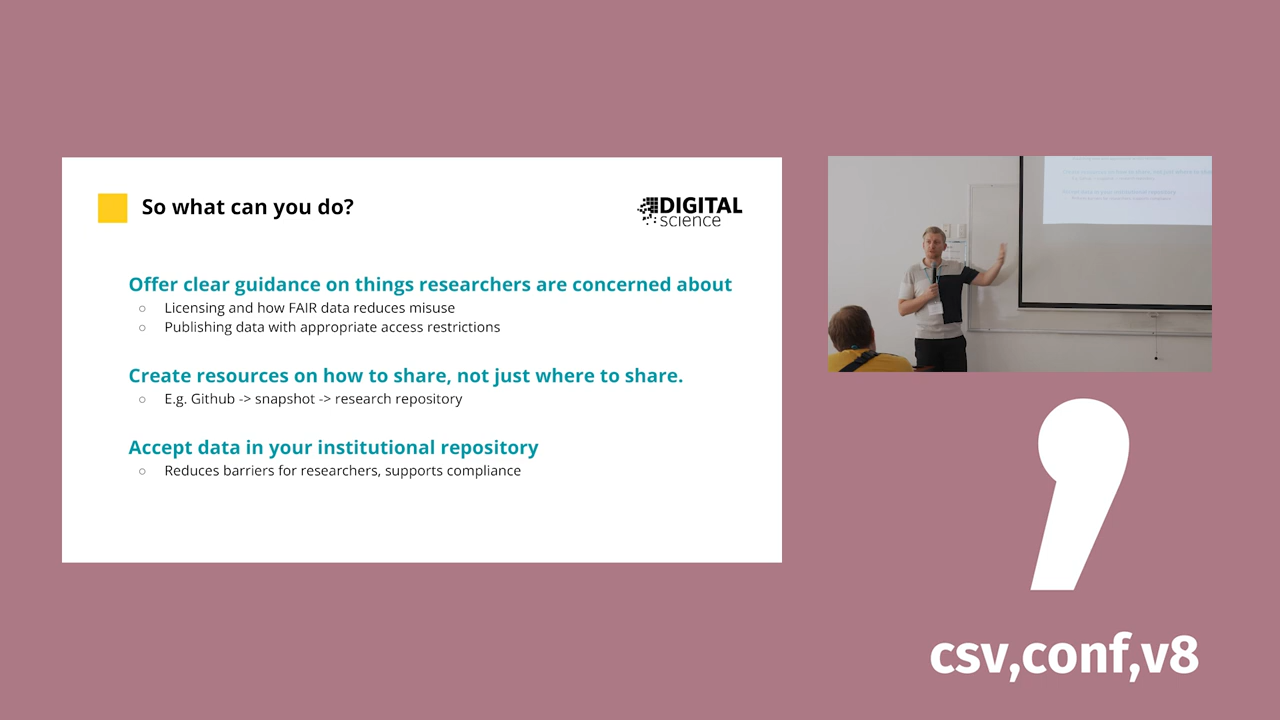 So what can you do?
DIGITAL
science
Offer clear guidance on things researchers are concerned about
○ Licensing and how FAIR data reduces misuse
○ Publishing data with appropriate access restrictions
Create resources on how to share, not just where to share.
○ E.g. Github -> snapshot -> research repository
Accept data in your institutional repository
○ Reduces barriers for researchers, supports compliance
,
csv,conf,v8